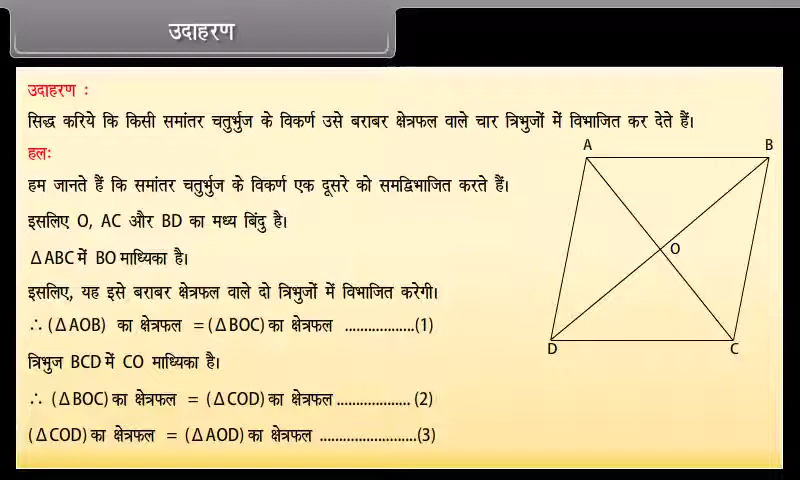 उदाहरण
उदाहरण :
सिद्ध करिये कि किसी समांतर चतुर्भुज के विकर्ण उसे बराबर क्षेत्रफल वाले चार त्रिभुजों में विभाजित कर देते हैं।
हल:
हम जानते हैं कि समांतर चतुर्भुज के विकर्ण एक दूसरे को समद्विभाजित करते हैं।
इसलिए O, AC और BD का मध्य बिंदु है।
ΔABC में BO माध्यिका है।
इसलिए, यह इसे बराबर क्षेत्रफल वाले दो त्रिभुजों में विभाजित करेगी।
∴ (ΔAOB) का क्षेत्रफल = (ΔBOC) का क्षेत्रफल ..................(1)
त्रिभुज BCD में CO माध्यिका है।
∴ (ΔBOC) का क्षेत्रफल = (ΔCOD) का क्षेत्रफल ................... (2)
(ΔCOD) का क्षेत्रफल = (ΔAOD) का क्षेत्रफल .........................(3)
A B
O
D C